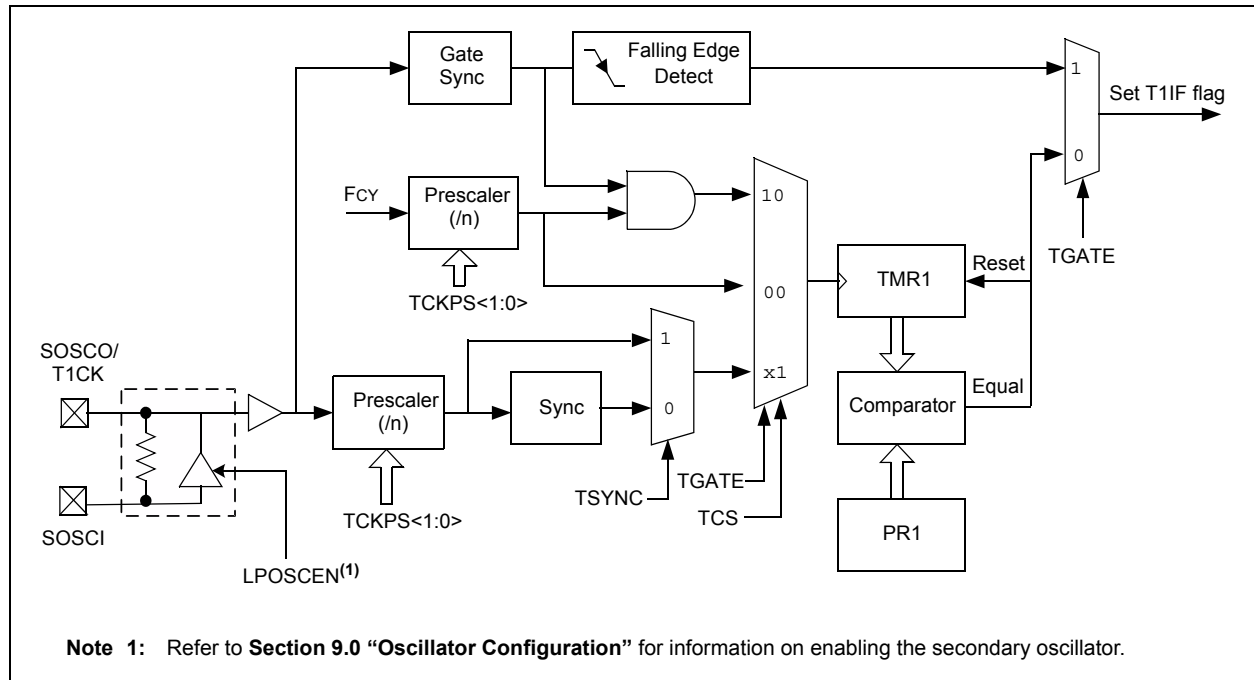 Gate
Sync
Falling Edge
Detect
1
Set T1IF flag
0
TGATE
FCY
Prescaler
(/n)
TCKPS<1:0>
10
00
x1
TMR1
Reset
SOSCO/
T1CK
SOSCI
Prescaler
(/n)
TCKPS<1:0>
Sync
1
0
TSYNC
TGATE
TCS
Comparator
Equal
PR1
LPOSCEN(1)
Note 1: Refer to Section 9.0 “Oscillator Configuration” for information on enabling the secondary oscillator.